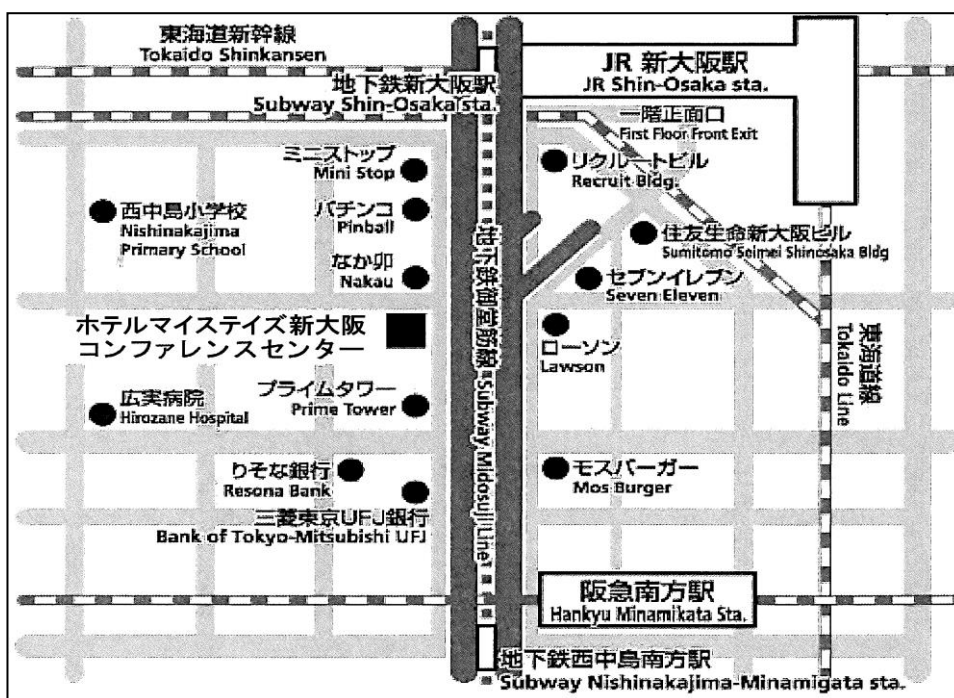 東海道新幹線
Tokaido Shinkansen
JR 新大阪駅
JR Shin-Osaka sta.
地下鉄新大阪駅
Subway Shin-Osaka sta.
一階正面口
First Floor Front Exit
ミニストップ
Mini Stop
リクルートビル
Recruit Bldg.
西中島小学校
Nishinakajima
Primary School
パチンコ
Pinball
住友生命新大阪ビル
Sumitomo Seimei Shinosaka Bldg
なか卯
Nakau
セブンイレブン
Seven Eleven
地下鉄御堂筋線 Subway Midosuji Line
ホテルマイステイズ新大阪
コンファレンスセンター
ローソン
Lawson
東海道線
Tokaido Line
広実病院
Hirozane Hospital
プライムタワー
Prime Tower
りそな銀行
Resona Bank
モスバーガー
Mos Burger
三菱東京UFJ銀行
Bank of Tokyo-Mitsubishi UFJ
阪急南方駅
Hankyu Minamikata Sta.
地下鉄西中島南方駅
Subway Nishinakajima-Minamigata sta.